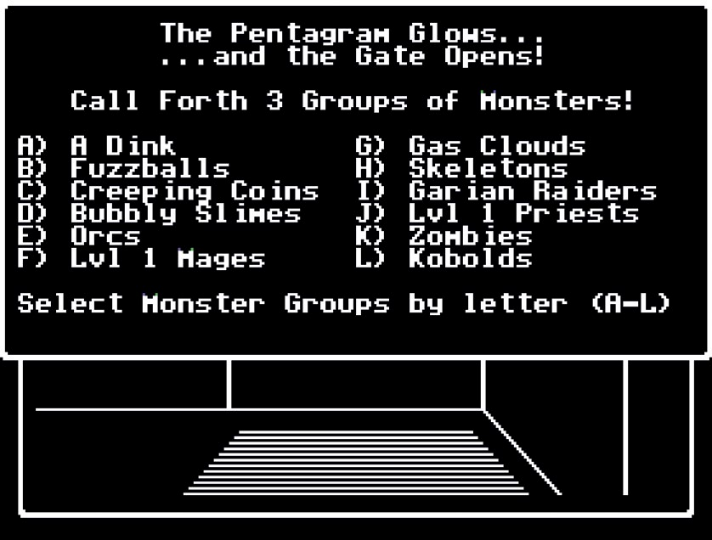 The Pentagram Glows...
...and the Gate Opens!
Call Forth 3 Groups of Monsters!
A) A Dink G) Gas Clouds
B) Fuzzballs H) Skeletons
C) Creeping Coins I) Garian Raiders
D) Bubbly Slimes J) Lvl 1 Priests
E) Orcs K) Zombies
F) Lvl 1 Mages L) Kobolds
Select Monster Groups by letter (A-L)